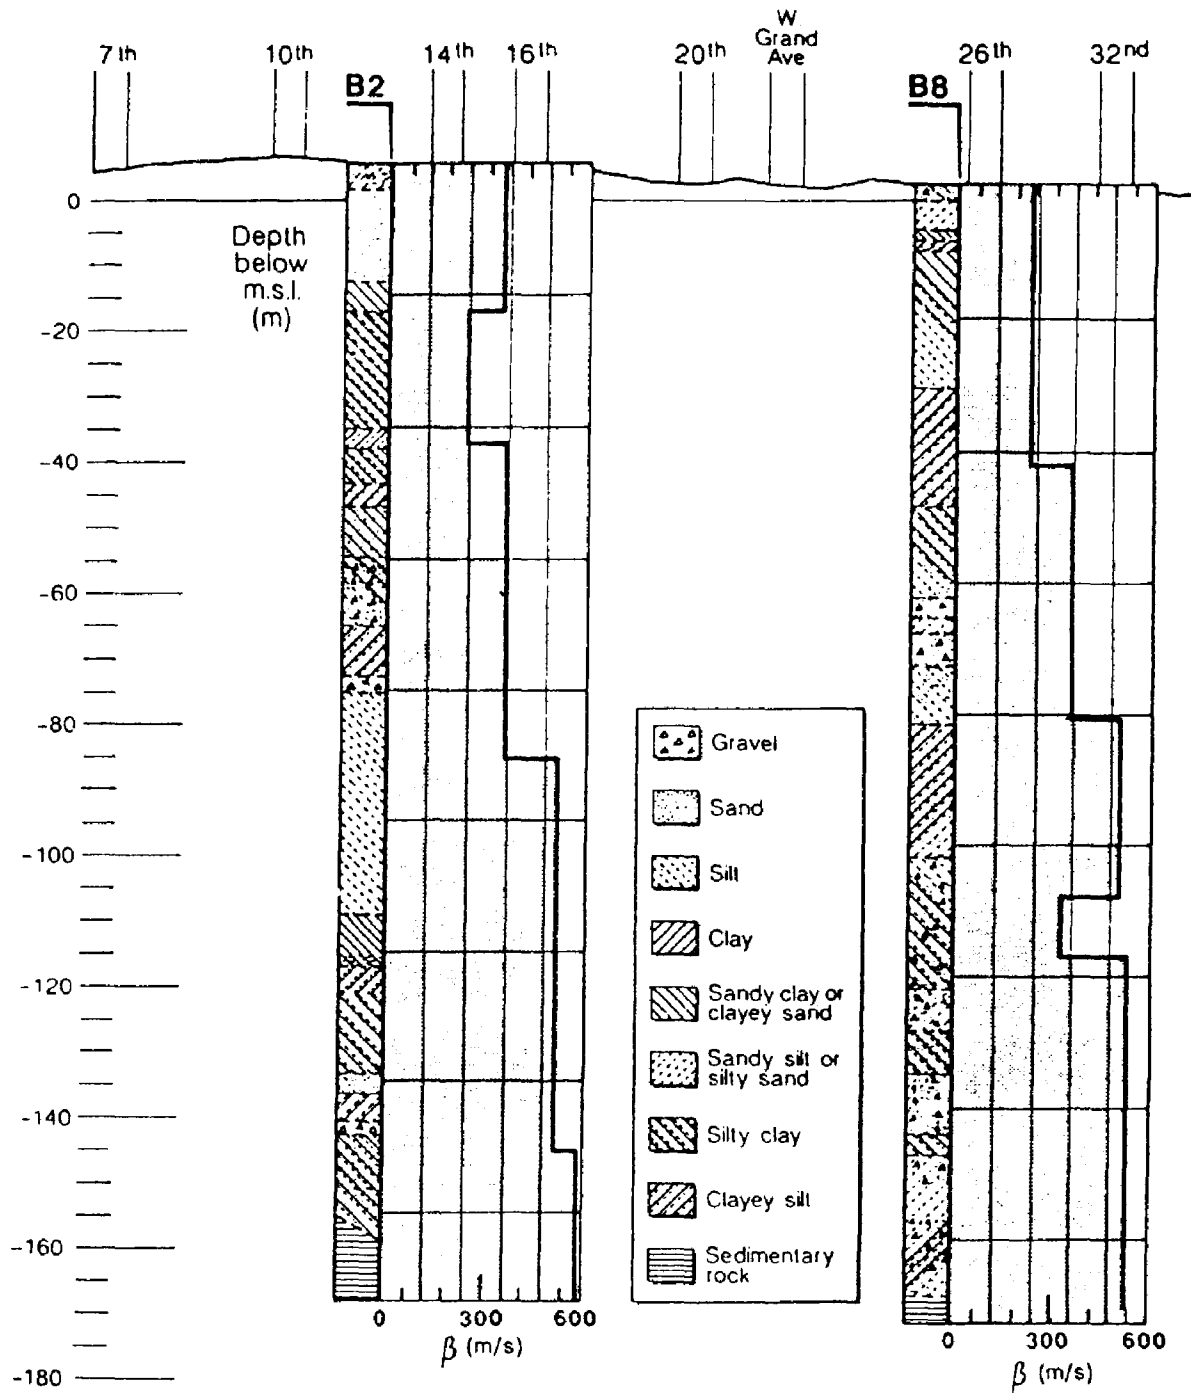 7th
10th
14th
16th
20th
W
Grand
Ave
26th
32nd
B2
B8
Depth
below
m.s.l.
(m)
0
-20
-40
-60
-80
-100
-120
-140
-160
-180
Gravel
Sand
Silt
Clay
Sandy clay or
clayey sand
Sandy silt or
silty sand
Silty clay
Clayey silt
Sedimentary
rock
0 300 600
β (m/s)
0 300 600
β (m/s)